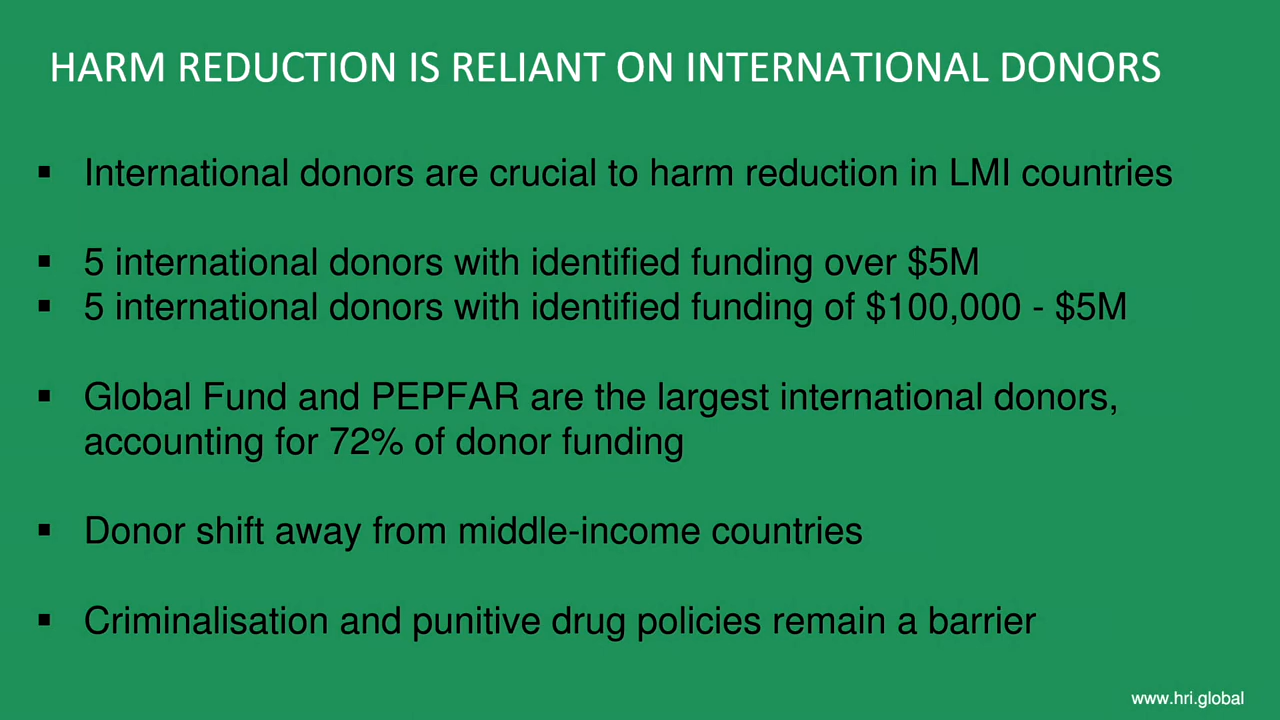 HARM REDUCTION IS RELIANT ON INTERNATIONAL DONORS
▪ International donors are crucial to harm reduction in LMI countries
▪ 5 international donors with identified funding over $5M
▪ 5 international donors with identified funding of $100,000 - $5M
▪ Global Fund and PEPFAR are the largest international donors,
accounting for 72% of donor funding
▪ Donor shift away from middle-income countries
▪ Criminalisation and punitive drug policies remain a barrier
www.hri.global